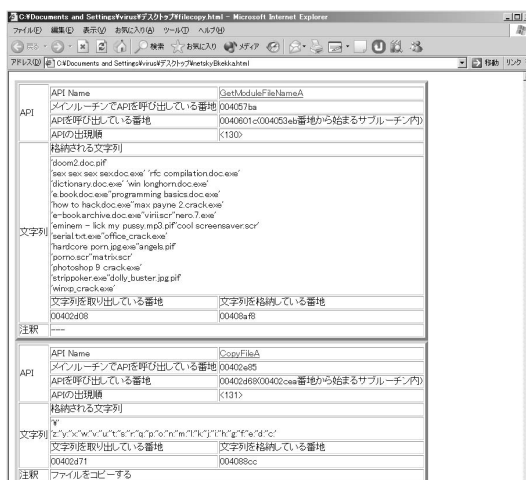 C:¥Documents and Settings¥virus¥デスクトップ¥filecopy.html - Microsoft Internet Explorer
ファイル(F) 編集(E) 表示(V) お気に入り(A) ツール(T) ヘルプ(H)
検索 お気に入り メディア
アドレス(D) C:¥Documents and Settings¥virus¥デスクトップ¥netskyBkekka.html 移動 リンク
API
API Name GetModuleFileNameA
メインルーチンでAPIを呼び出している番地 004057ba
APIを呼び出している番地 0040601c(004053eb番地から始まるサブルーチン内)
APIの出現順 <130>
文字列
格納される文字列
'doom2.doc.pif'
'sex sex sex sex.doc.exe' 'rfc compilation.doc.exe'
'dictionary.doc.exe' 'win longhorn.doc.exe'
'e.book.doc.exe''programming basics.doc.exe'
'how to hack.doc.exe''max payne 2.crack.exe'
'e-book.archive.doc.exe''virii.scr''nero.7.exe'
'eminem - lick my pussy.mp3.pif''cool screensaver.scr'
'serial.txt.exe''office_crack.exe'
'hardcore porn.jpg.exe''angels.pif'
'porno.scr''matrix.scr'
'photoshop 9 crack.exe'
'strippoker.exe''dolly_buster.jpg.pif'
'winxp_crack.exe'
文字列を取り出している番地 文字列を格納している番地
00402d08 00408af8
注釈 ---
API
API Name CopyFileA
メインルーチンでAPIを呼び出している番地 00402e85
APIを呼び出している番地 00402d68(00402cea番地から始まるサブルーチン内)
APIの出現順 <131>
文字列
格納される文字列
'¥'
'z:''y:''x:''w:''v:''u:''t:''s:''r:''q:''p:''o:''n:''m:''l:''k:''j:''i:''h:''g:''f:''e:''d:''c:'
文字列を取り出している番地 文字列を格納している番地
00402d71 004088cc
注釈 ファイルをコピーする